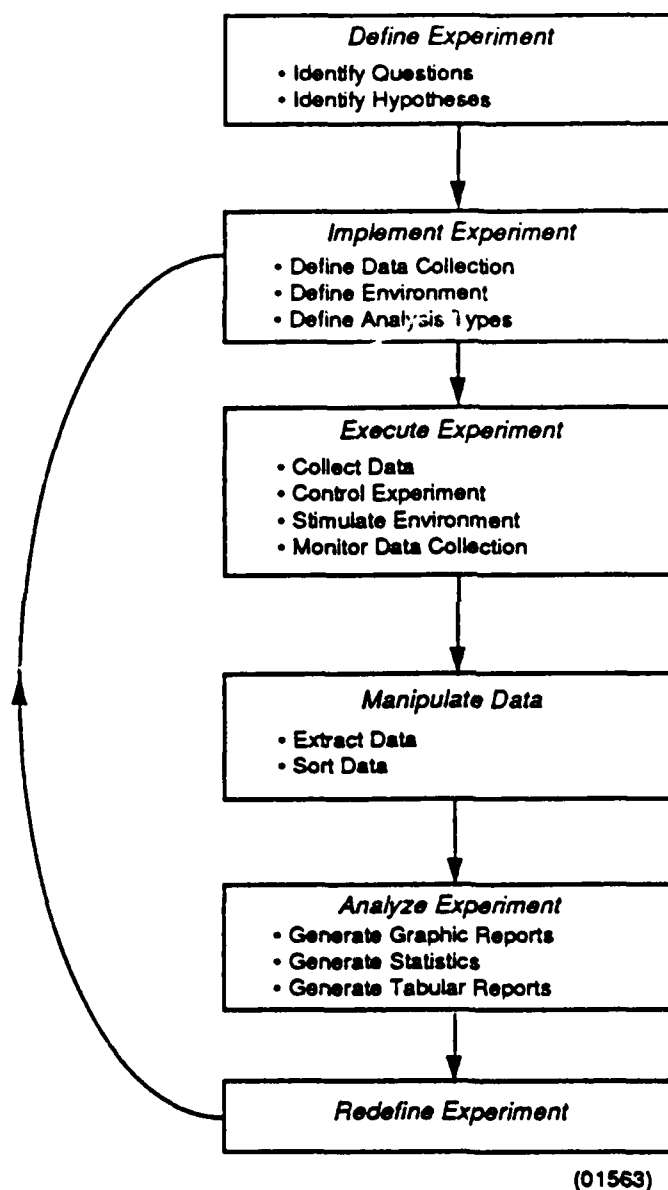 Define Experiment
• Identify Questions
• Identify Hypotheses
Implement Experiment
• Define Data Collection
• Define Environment
• Define Analysis Types
Execute Experiment
• Collect Data
• Control Experiment
• Stimulate Environment
• Monitor Data Collection
Manipulate Data
• Extract Data
• Sort Data
Analyze Experiment
• Generate Graphic Reports
• Generate Statistics
• Generate Tabular Reports
Redefine Experiment
(01563)